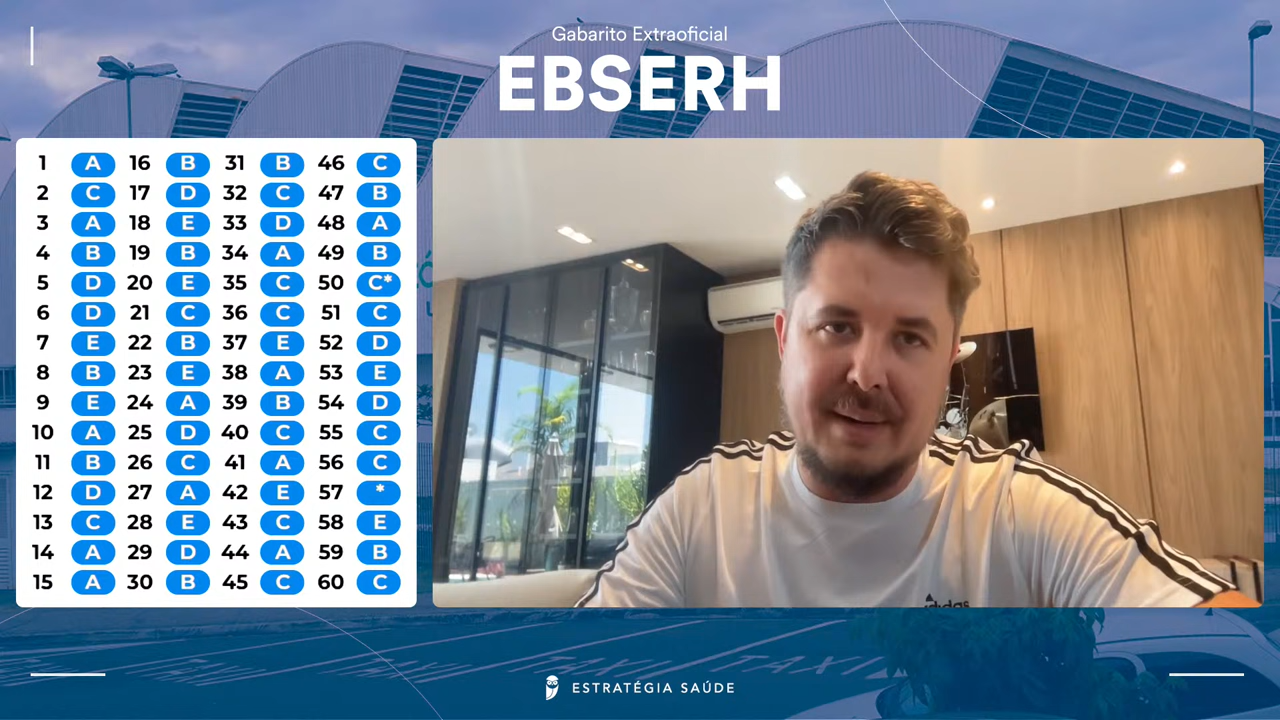 Gabarito Extraoficial
EBSERH
1 A 16 B 31 B 46 C
2 C 17 D 32 C 47 B
3 A 18 E 33 D 48 A
4 B 19 B 34 A 49 B
5 D 20 E 35 C 50 C*
6 D 21 C 36 C 51 C
7 E 22 B 37 E 52 D
8 B 23 E 38 A 53 E
9 E 24 A 39 B 54 D
10 A 25 D 40 C 55 C
11 B 26 C 41 A 56 C
12 D 27 A 42 E 57 *
13 C 28 E 43 C 58 E
14 A 29 D 44 A 59 B
15 A 30 B 45 C 60 C
adidas
TAXI TAXI
ESTRATÉGIA SAÚDE